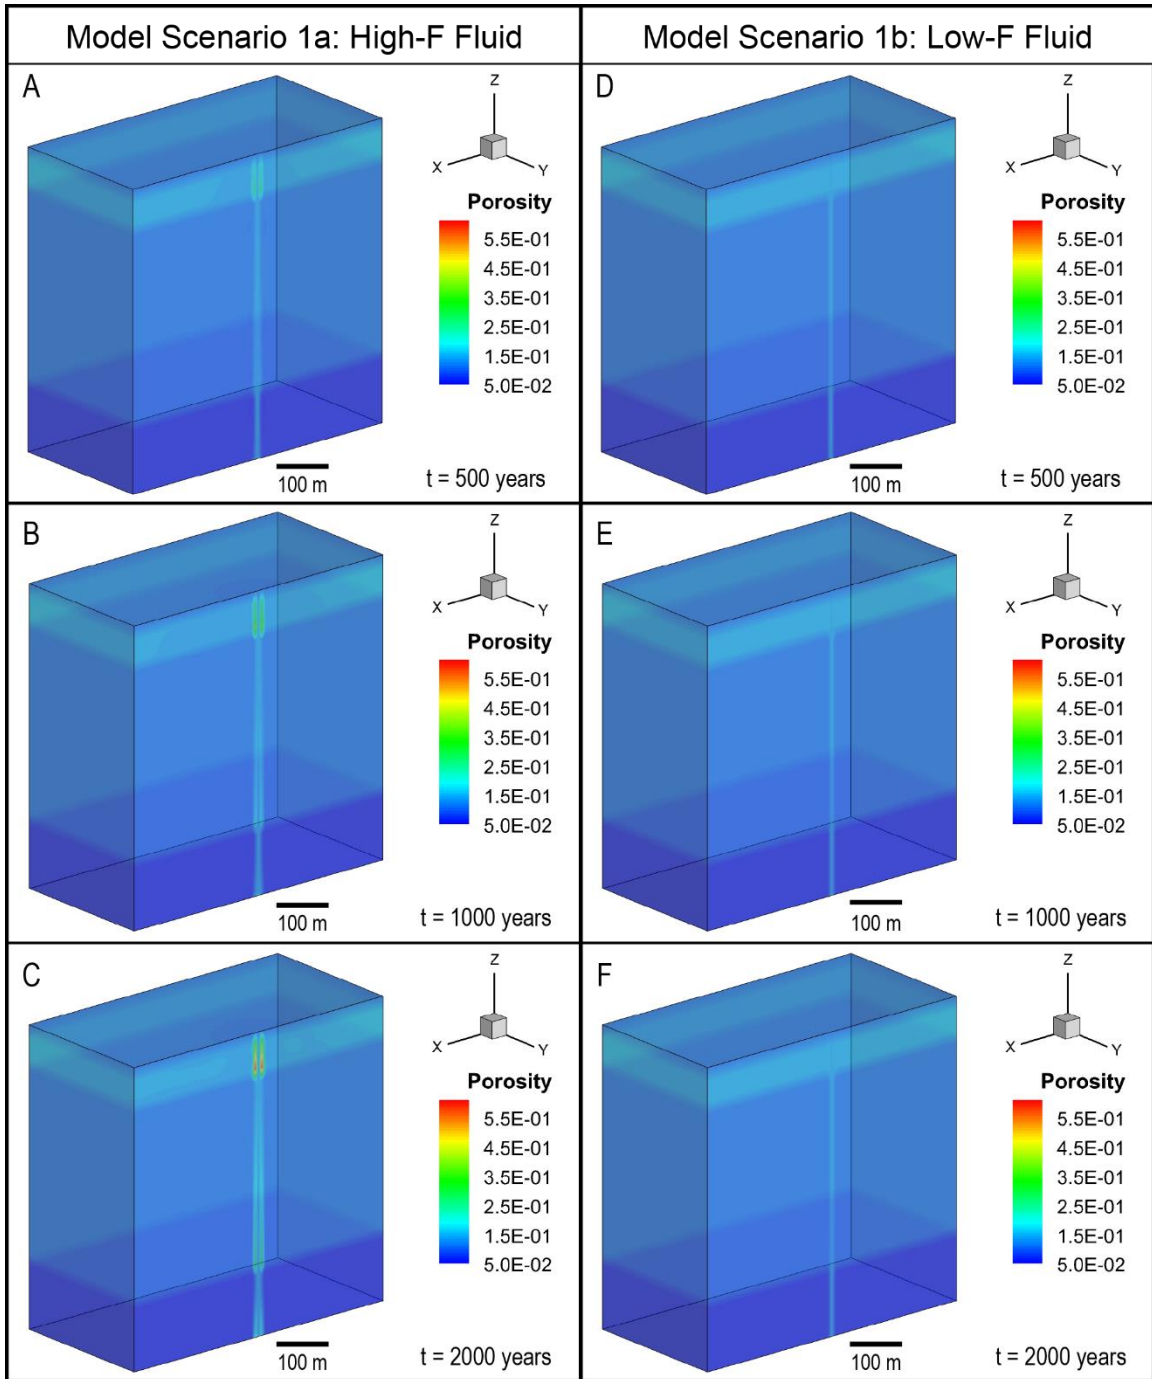 Model Scenario 1a: High-F Fluid
Model Scenario 1b: Low-F Fluid
A
Z
X
Y
Porosity
5.5E-01
4.5E-01
3.5E-01
2.5E-01
1.5E-01
5.0E-02
100 m
t = 500 years
D
Z
X
Y
Porosity
5.5E-01
4.5E-01
3.5E-01
2.5E-01
1.5E-01
5.0E-02
100 m
t = 500 years
B
Z
X
Y
Porosity
5.5E-01
4.5E-01
3.5E-01
2.5E-01
1.5E-01
5.0E-02
100 m
t = 1000 years
E
Z
X
Y
Porosity
5.5E-01
4.5E-01
3.5E-01
2.5E-01
1.5E-01
5.0E-02
100 m
t = 1000 years
C
Z
X
Y
Porosity
5.5E-01
4.5E-01
3.5E-01
2.5E-01
1.5E-01
5.0E-02
100 m
t = 2000 years
F
Z
X
Y
Porosity
5.5E-01
4.5E-01
3.5E-01
2.5E-01
1.5E-01
5.0E-02
100 m
t = 2000 years